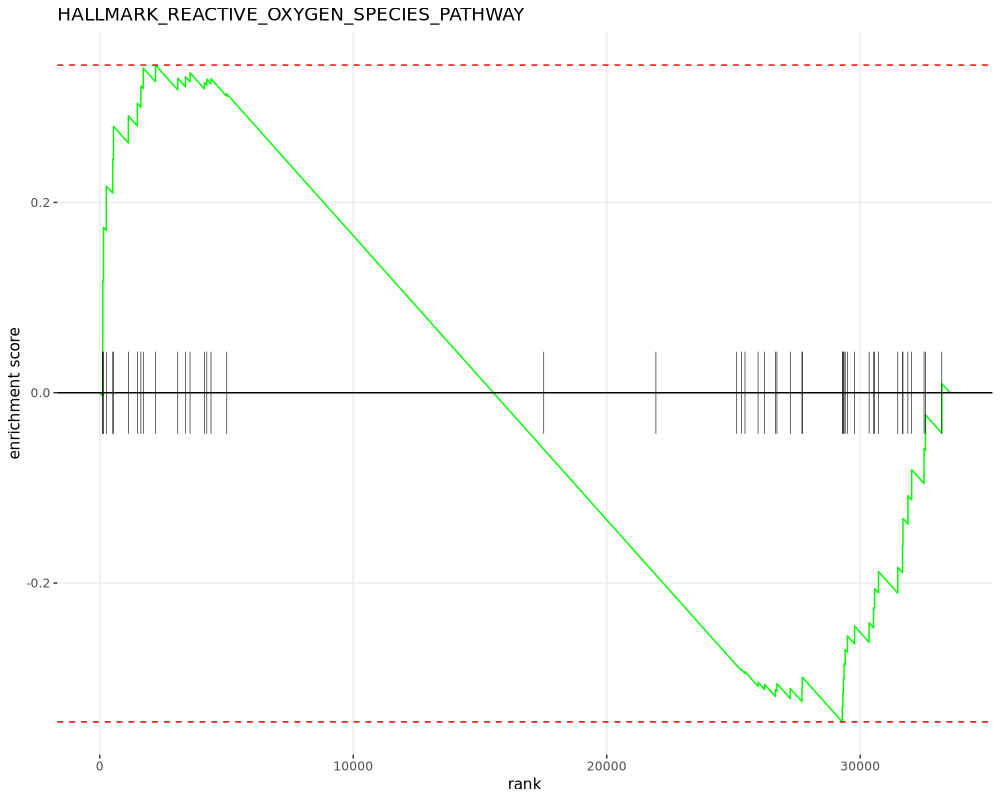 HALLMARK_REACTIVE_OXYGEN_SPECIES_PATHWAY
enrichment score
0.2
0.0
-0.2
0 10000 20000 30000
rank